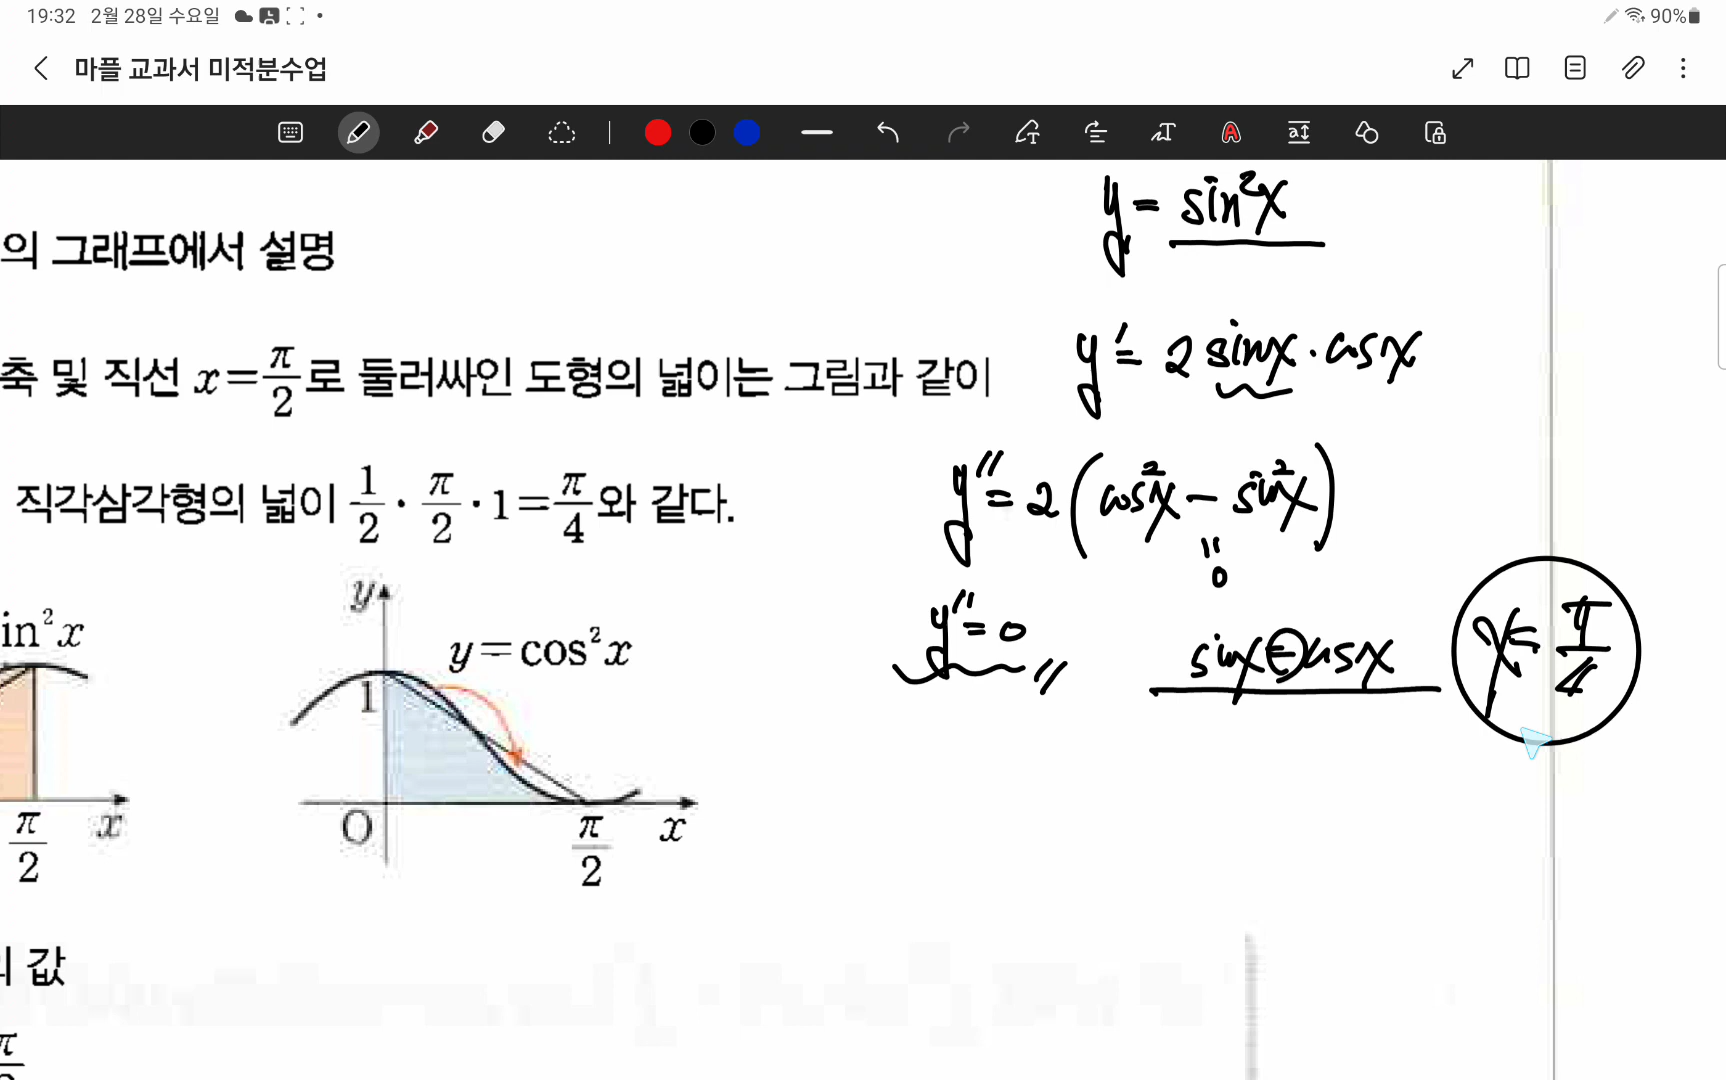 19:32 2월 28일 수요일
90%
마플 교과서 미적분수업
의 그래프에서 설명
축 및 직선 x=π/2로 둘러싸인 도형의 넓이는 그림과 같이
직각삼각형의 넓이 1/2 · π/2 · 1 = π/4와 같다.
in²x
π/2
x
y
y=cos²x
1
O
π/2
x
의 값
π
y = sin²x
y' = 2 sinx · cosx
y'' = 2 (cos²x − sin²x)
"
0
y'' = 0 //
sinx = cosx
x = π/4